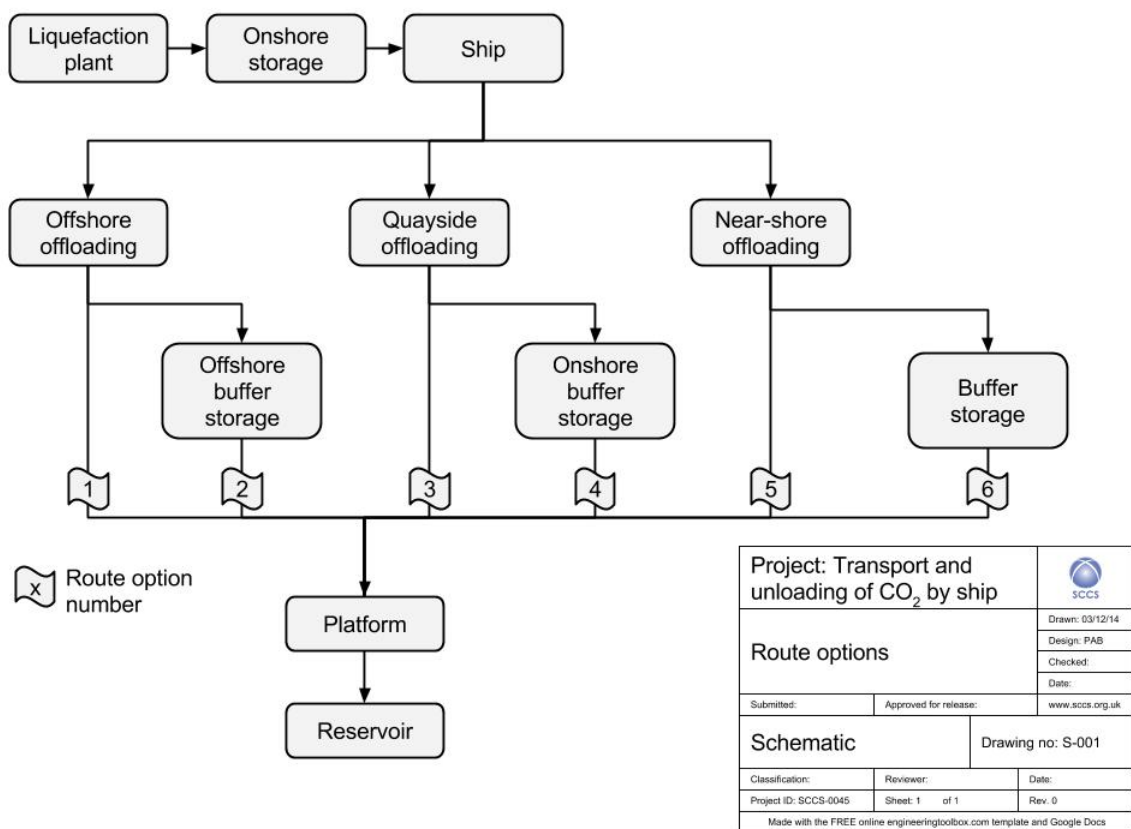 Liquefaction
plant
Onshore
storage
Ship
Offshore
offloading
Quayside
offloading
Near-shore
offloading
Offshore
buffer
storage
Onshore
buffer
storage
Buffer
storage
1
2
3
4
5
6
x
Route option
number
Platform
Reservoir
Project: Transport and
unloading of CO₂ by ship
SCCS
Drawn: 03/12/14
Design: PAB
Checked:
Date:
Route options
Submitted:
Approved for release:
www.sccs.org.uk
Schematic
Drawing no: S-001
Classification:
Reviewer:
Date:
Project ID: SCCS-0045
Sheet: 1 of 1
Rev. 0
Made with the FREE online engineeringtoolbox.com template and Google Docs